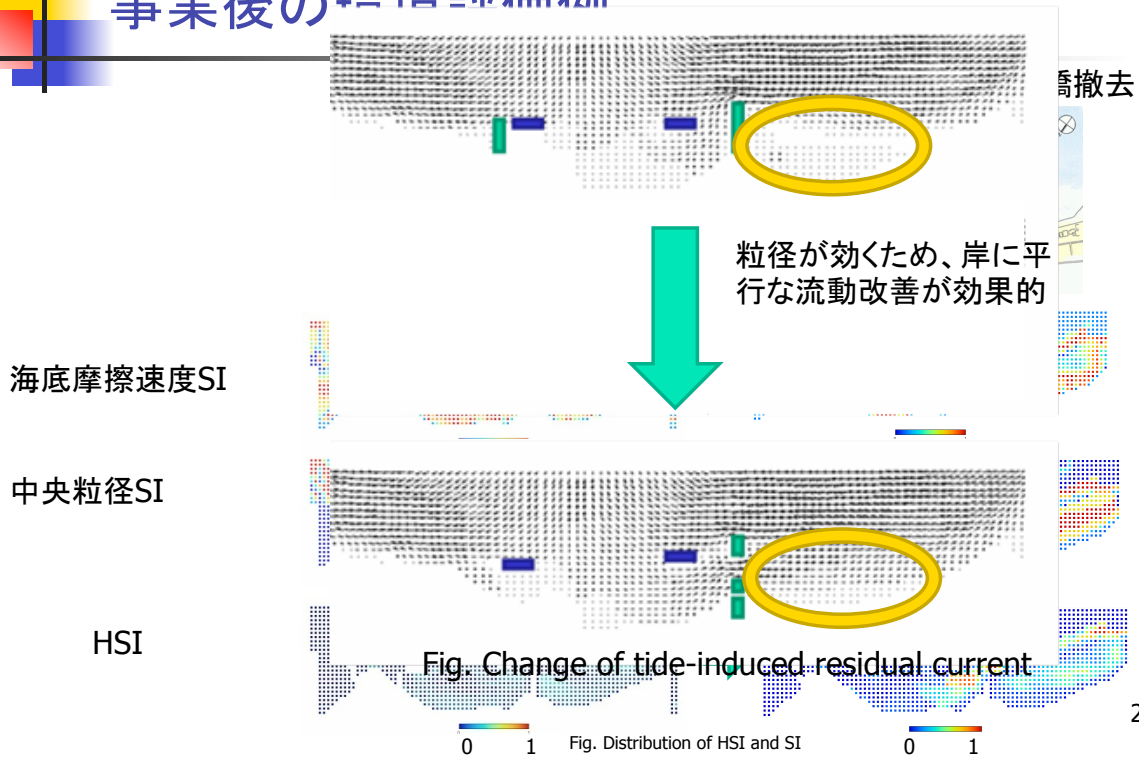 事業後の
橋撤去
粒径が効くため、岸に平
行な流動改善が効果的
海底摩擦速度SI
中央粒径SI
HSI
Fig. Change of tide-induced residual current
2
0 1 Fig. Distribution of HSI and SI 0 1